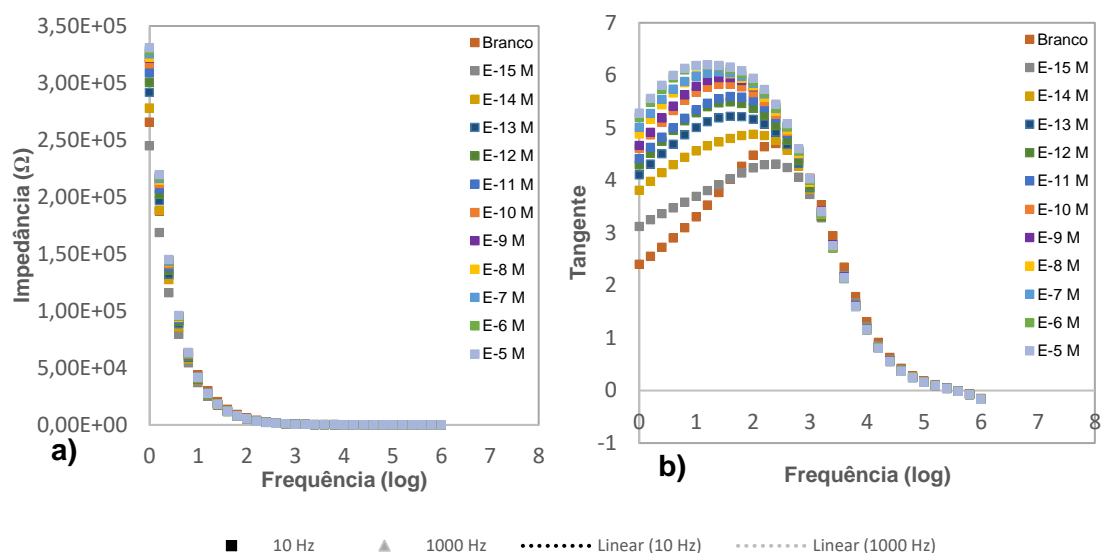 3,50E+05
3,00E+05
2,50E+05
2,00E+05
1,50E+05
1,00E+05
5,00E+04
0,00E+00
Impedância (Ω)
0 1 2 3 4 5 6 7 8
Frequência (log)
a)
Branco
E-15 M
E-14 M
E-13 M
E-12 M
E-11 M
E-10 M
E-9 M
E-8 M
E-7 M
E-6 M
E-5 M
7
6
5
4
3
2
1
0
-1
Tangente
0 1 2 3 4 5 6 7 8
Frequência (log)
b)
Branco
E-15 M
E-14 M
E-13 M
E-12 M
E-11 M
E-10 M
E-9 M
E-8 M
E-7 M
E-6 M
E-5 M
10 Hz 1000 Hz Linear (10 Hz) Linear (1000 Hz)